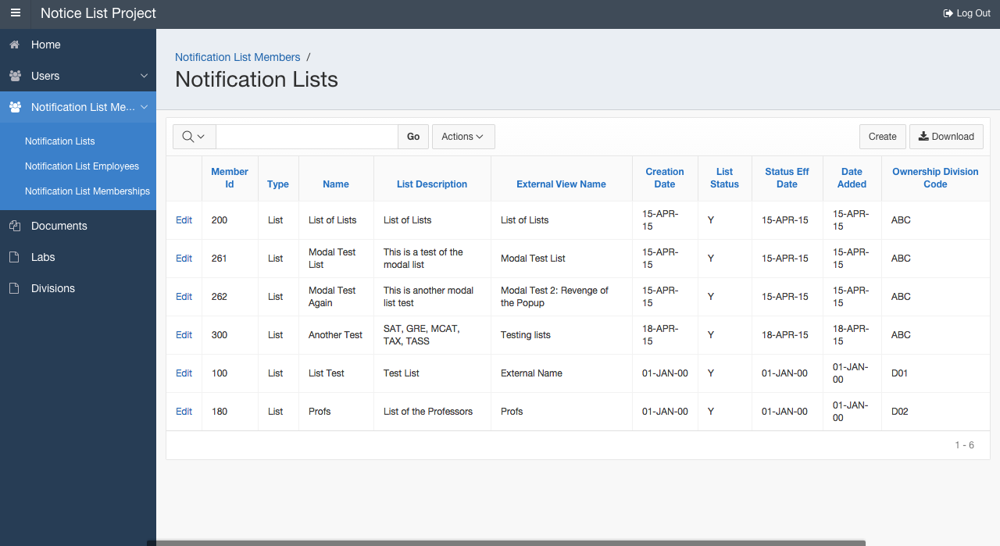 Notice List Project
Log Out
Home
Users
Notification List Me...
Notification Lists
Notification List Employees
Notification List Memberships
Documents
Labs
Divisions
Notification List Members /
Notification Lists
Go
Actions
Create
Download
Member Id Type Name List Description External View Name Creation Date List Status Status Eff Date Date Added Ownership Division Code
Edit 200 List List of Lists List of Lists List of Lists 15-APR-15 Y 15-APR-15 15-APR-15 ABC
Edit 261 List Modal Test List This is a test of the modal list Modal Test List 15-APR-15 Y 15-APR-15 15-APR-15 ABC
Edit 262 List Modal Test Again This is another modal list test Modal Test 2: Revenge of the Popup 15-APR-15 Y 15-APR-15 15-APR-15 ABC
Edit 300 List Another Test SAT, GRE, MCAT, TAX, TASS Testing lists 18-APR-15 Y 18-APR-15 18-APR-15 ABC
Edit 100 List List Test Test List External Name 01-JAN-00 Y 01-JAN-00 01-JAN-00 D01
Edit 180 List Profs List of the Professors Profs 01-JAN-00 Y 01-JAN-00 01-JAN-00 D02
1 - 6